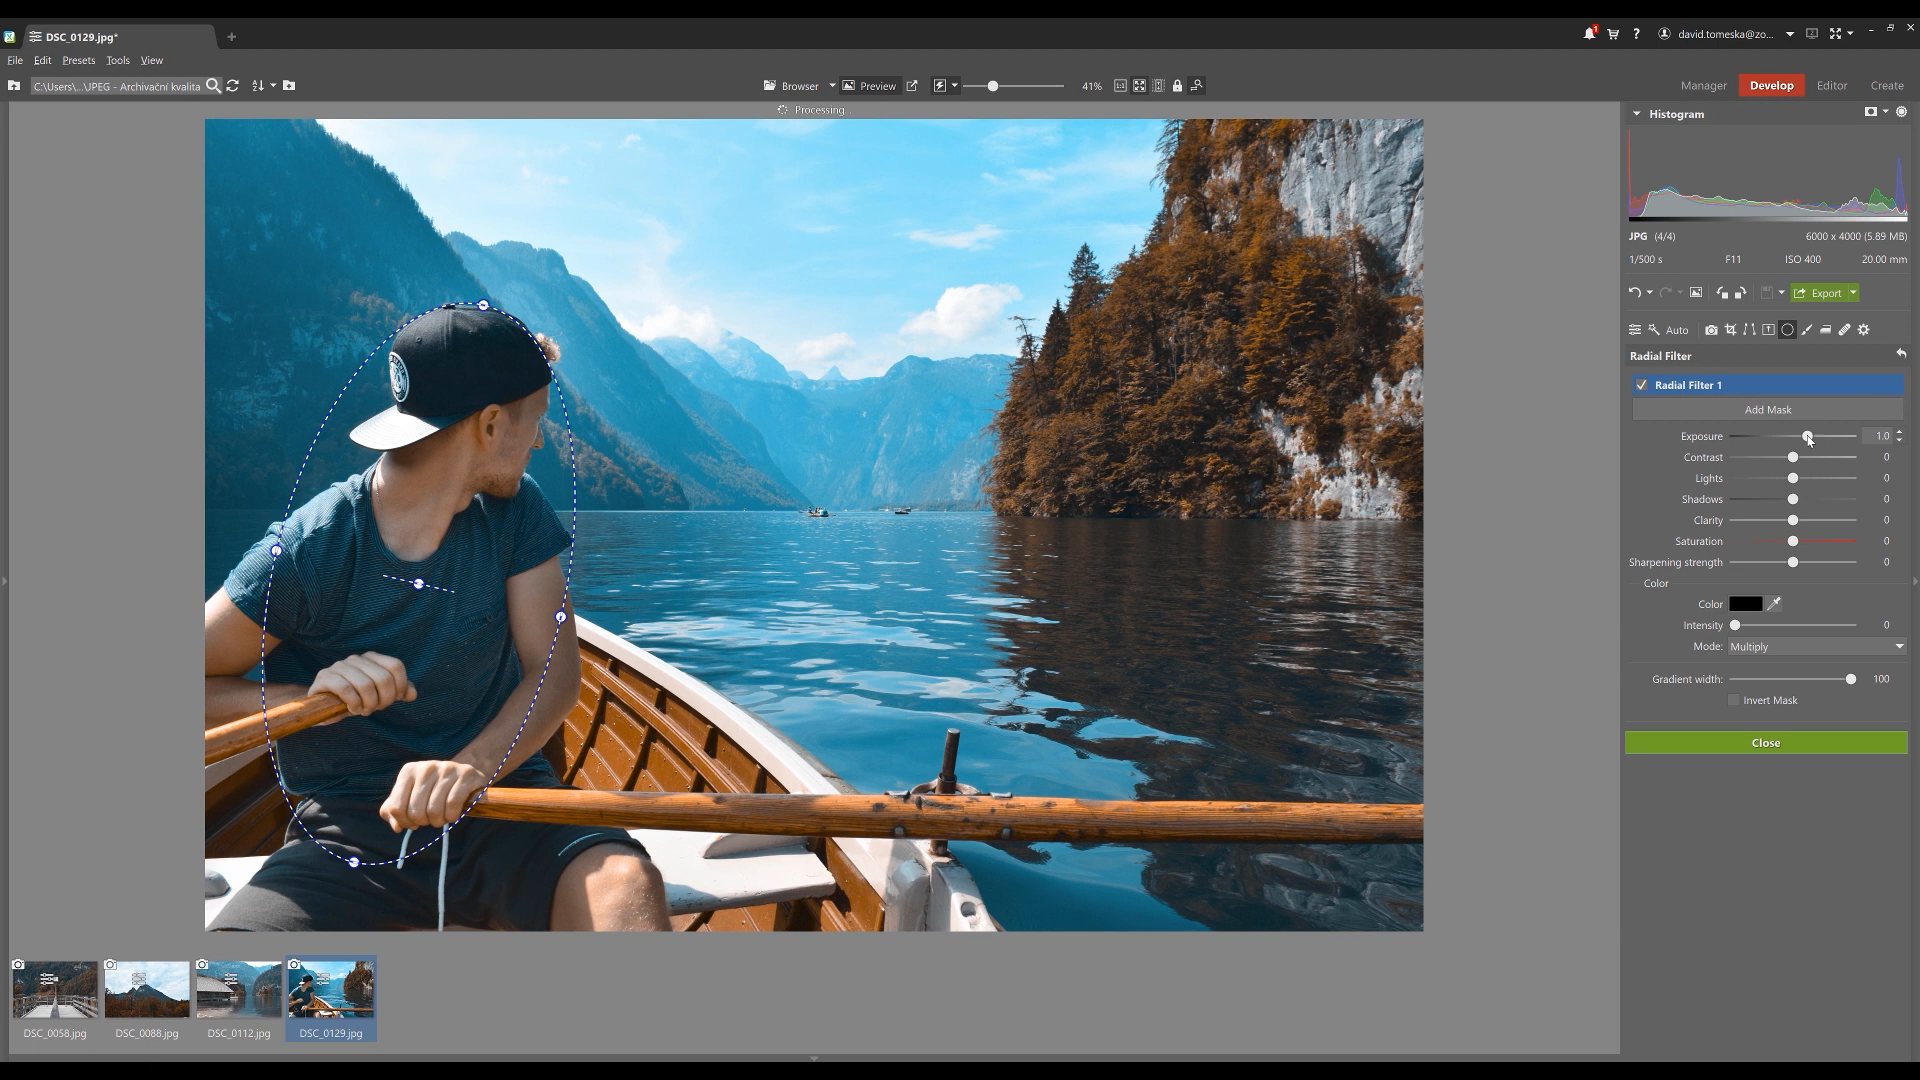 DSC_0129.jpg*
1
david.tomeska@zo...
File Edit Presets Tools View
C:\Users\...\JPEG - Archivační kvalita
Browser Preview 41%
Manager Develop Editor Create
Processing...
Histogram
JPG (4/4) 6000 x 4000 (5.89 MB)
1/500 s F11 ISO 400 20.00 mm
Export
Auto
Radial Filter
Radial Filter 1
Add Mask
Exposure 1.0
Contrast 0
Lights 0
Shadows 0
Clarity 0
Saturation 0
Sharpening strength 0
Color
Color
Intensity 0
Mode: Multiply
Gradient width: 100
Invert Mask
Close
DSC_0058.jpg DSC_0088.jpg DSC_0112.jpg DSC_0129.jpg